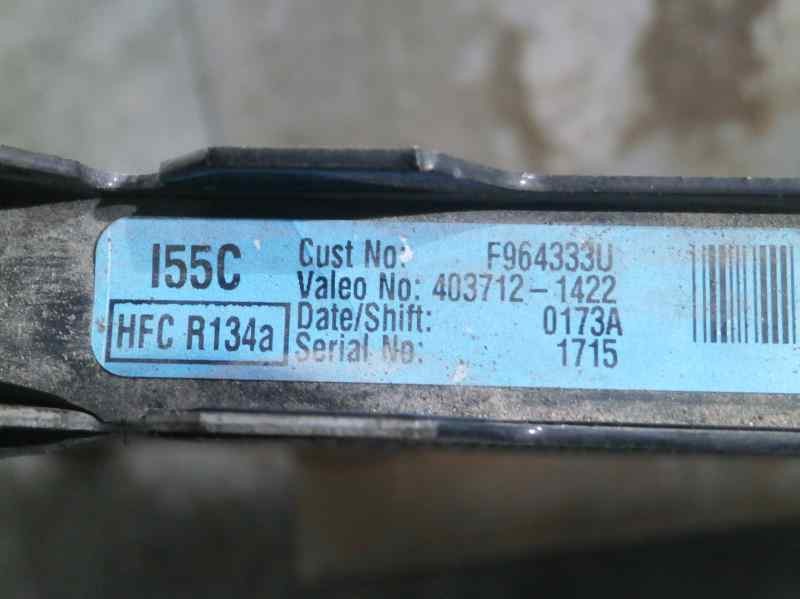 I55C
HFC R134a
Cust No: F964333U
Valeo No: 403712-1422
Date/Shift: 0173A
Serial No: 1715